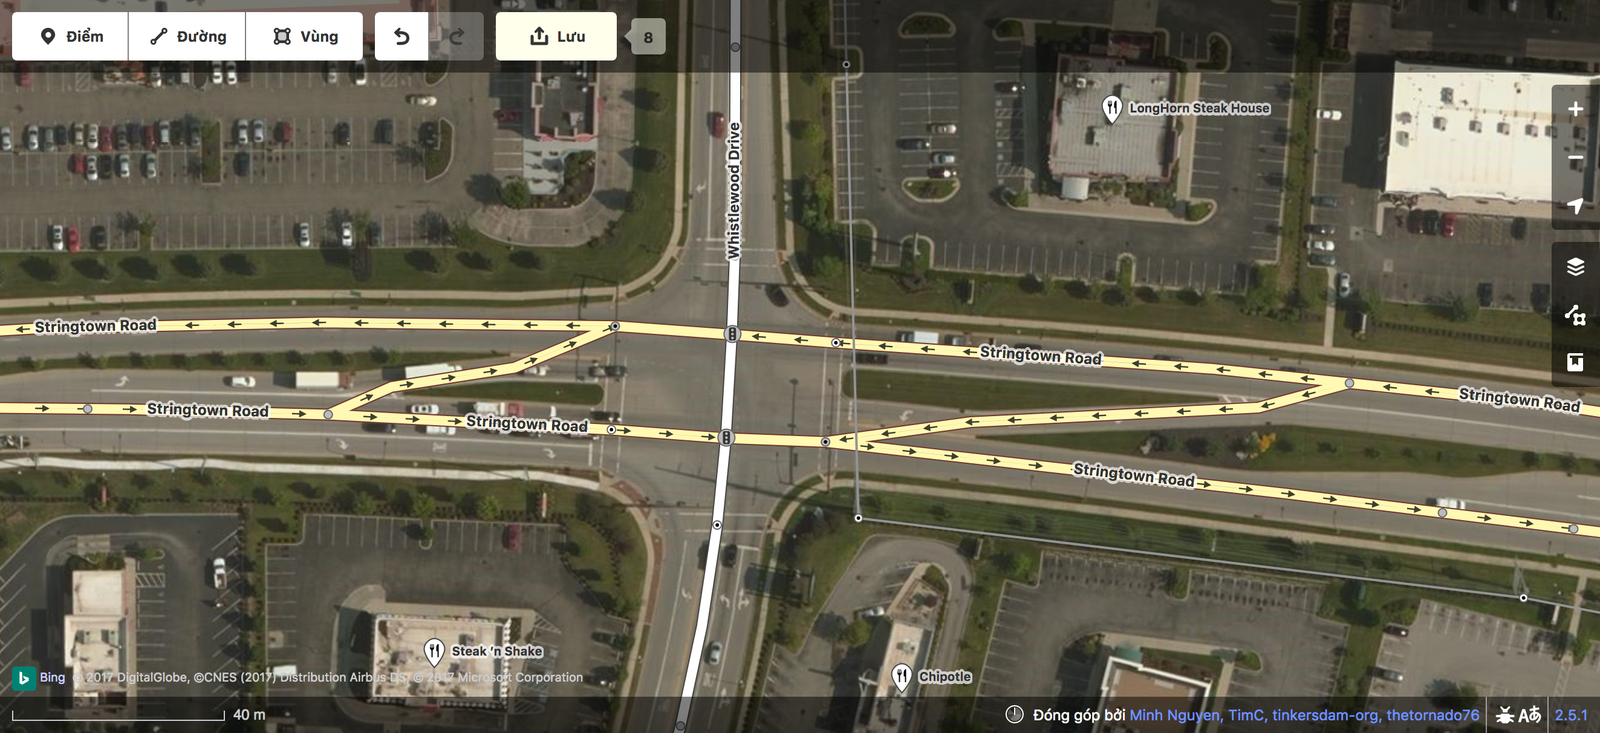 Điểm
Đường
Vùng
Lưu
8
LongHorn Steak House
Whistlewood Drive
Stringtown Road
Stringtown Road
Stringtown Road
Stringtown Road
Stringtown Road
Stringtown Road
Steak 'n Shake
Chipotle
Bing © 2017 DigitalGlobe, ©CNES (2017) Distribution Airbus DS, © 2017 Microsoft Corporation
40 m
Đóng góp bởi Minh Nguyen, TimC, tinkersdam-org, thetornado76
Aあ
2.5.1